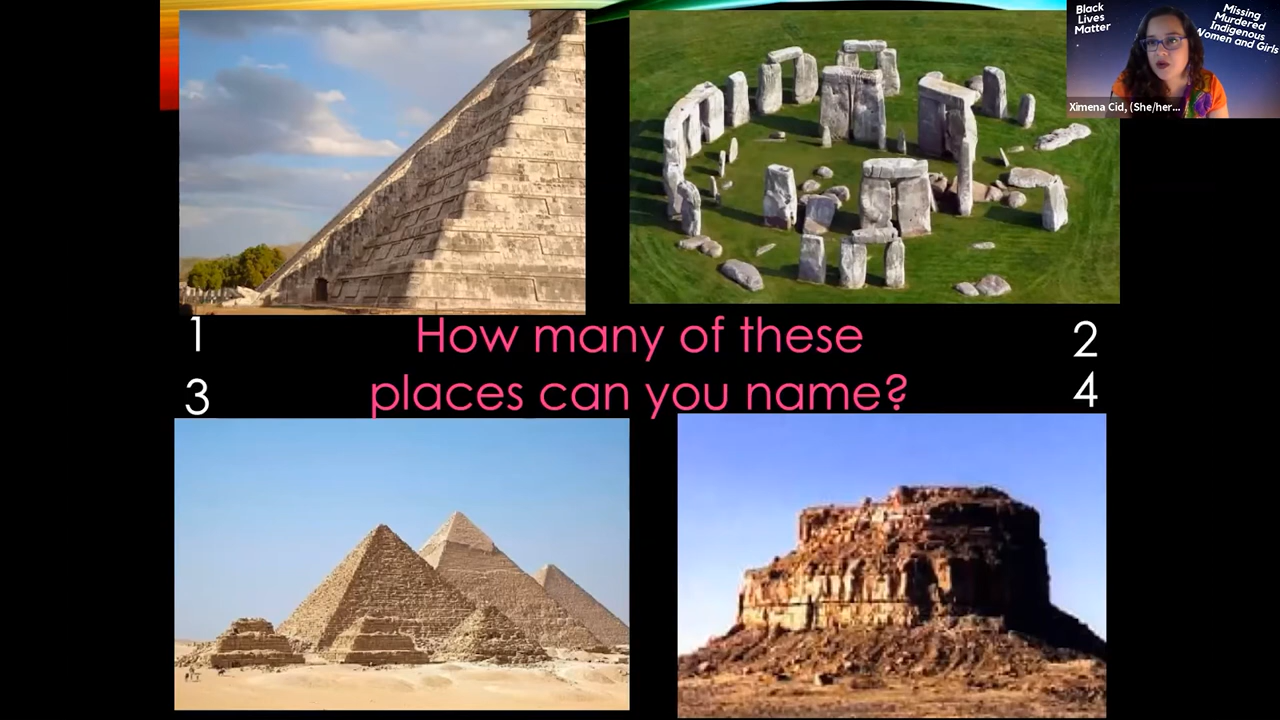 Black
Lives
Matter
Missing
Murdered
Indigenous
Women and Girls
Ximena Cid, (She/her...
1
How many of these
2
3
places can you name?
4